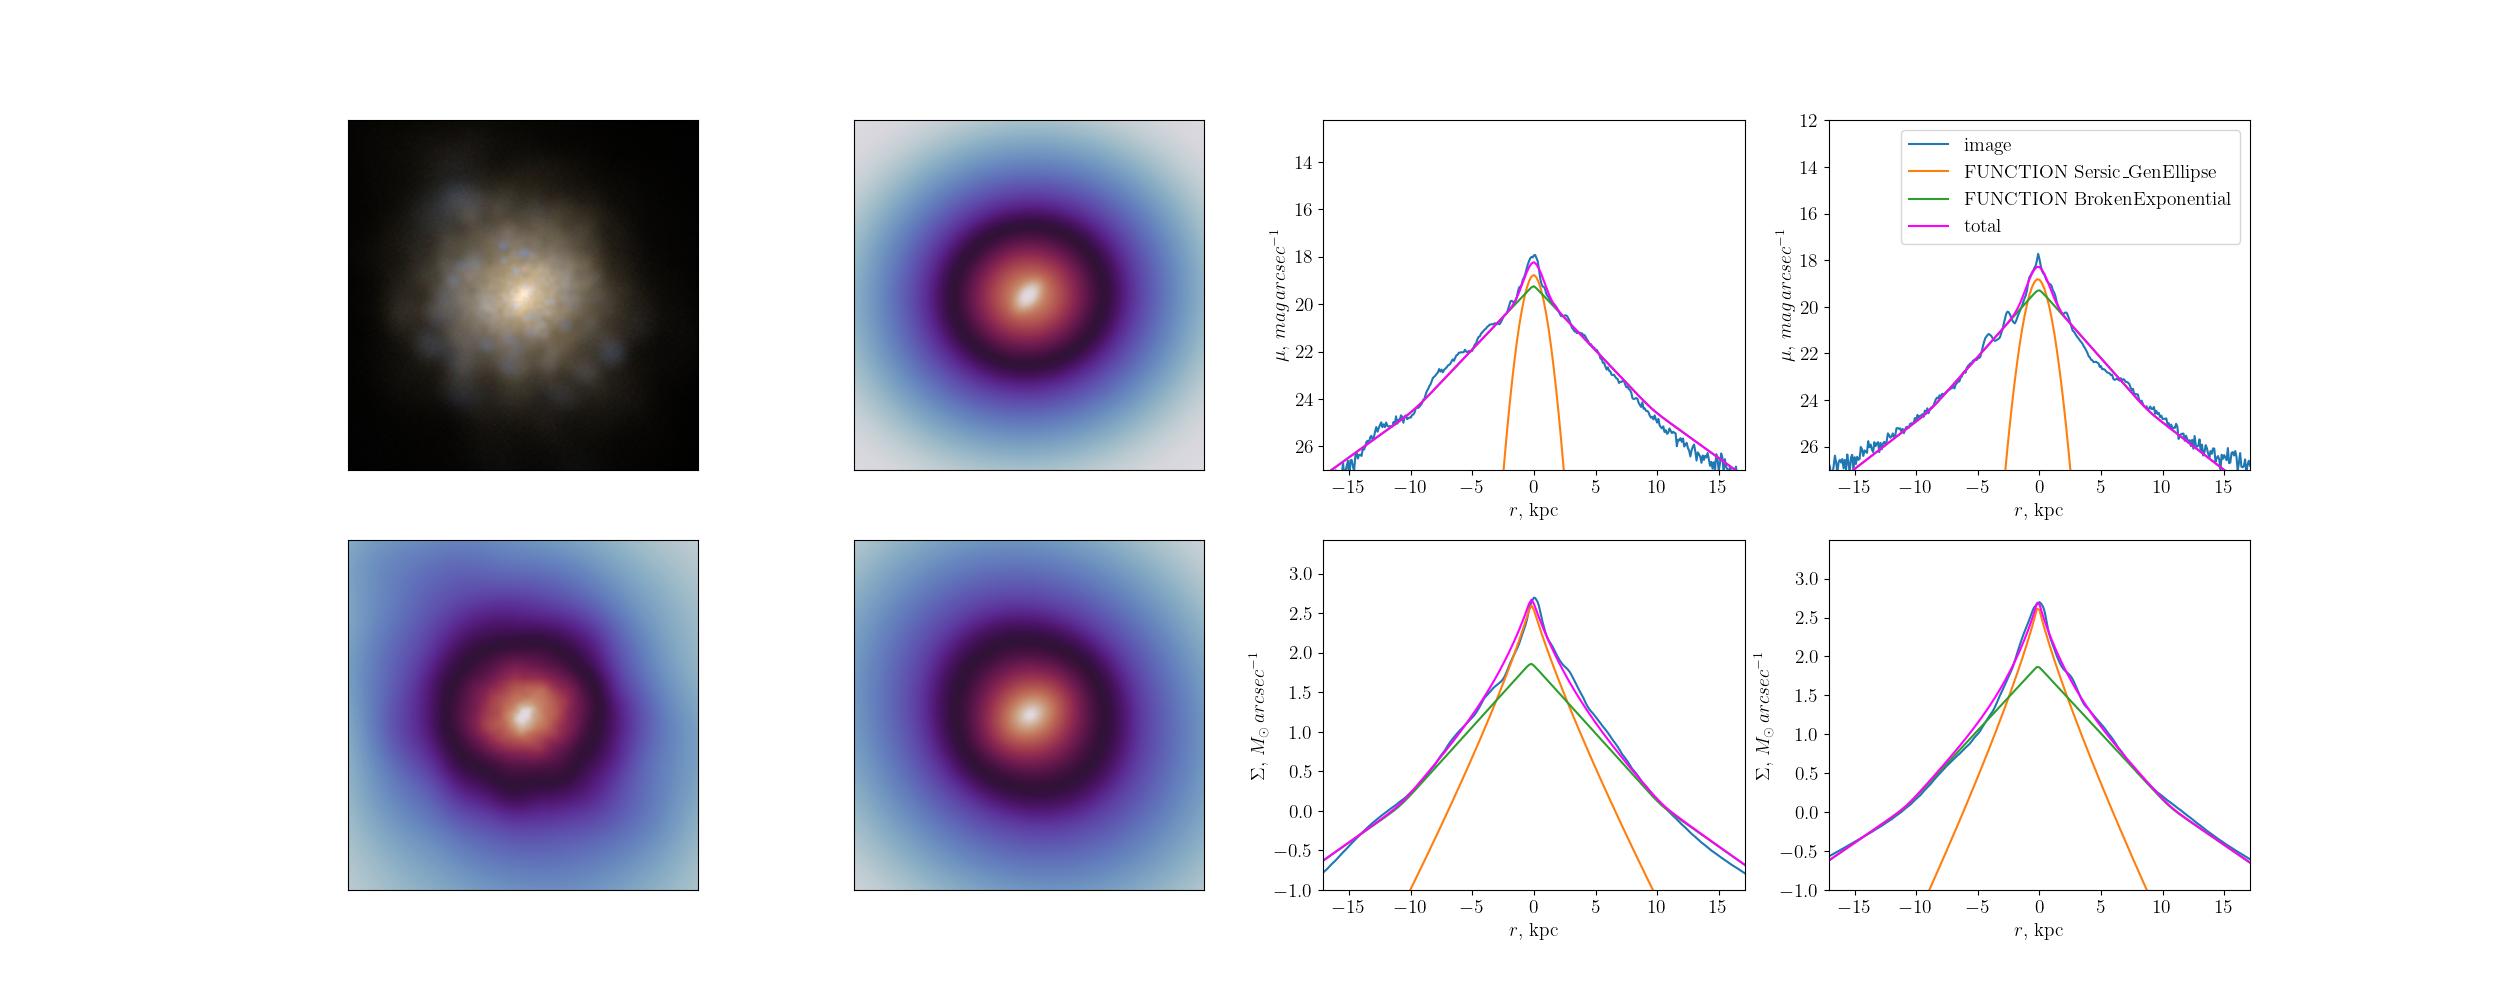 14
16
18
20
22
24
26
μ, magarcsec⁻¹
−15 −10 −5 0 5 10 15
r, kpc
12
14
16
18
20
22
24
26
μ, magarcsec⁻¹
image
FUNCTION Sersic_GenEllipse
FUNCTION BrokenExponential
total
−15 −10 −5 0 5 10 15
r, kpc
3.0
2.5
2.0
1.5
1.0
0.5
0.0
−0.5
−1.0
Σ, M⊙ arcsec⁻¹
−15 −10 −5 0 5 10 15
r, kpc
3.0
2.5
2.0
1.5
1.0
0.5
0.0
−0.5
−1.0
Σ, M⊙ arcsec⁻¹
−15 −10 −5 0 5 10 15
r, kpc